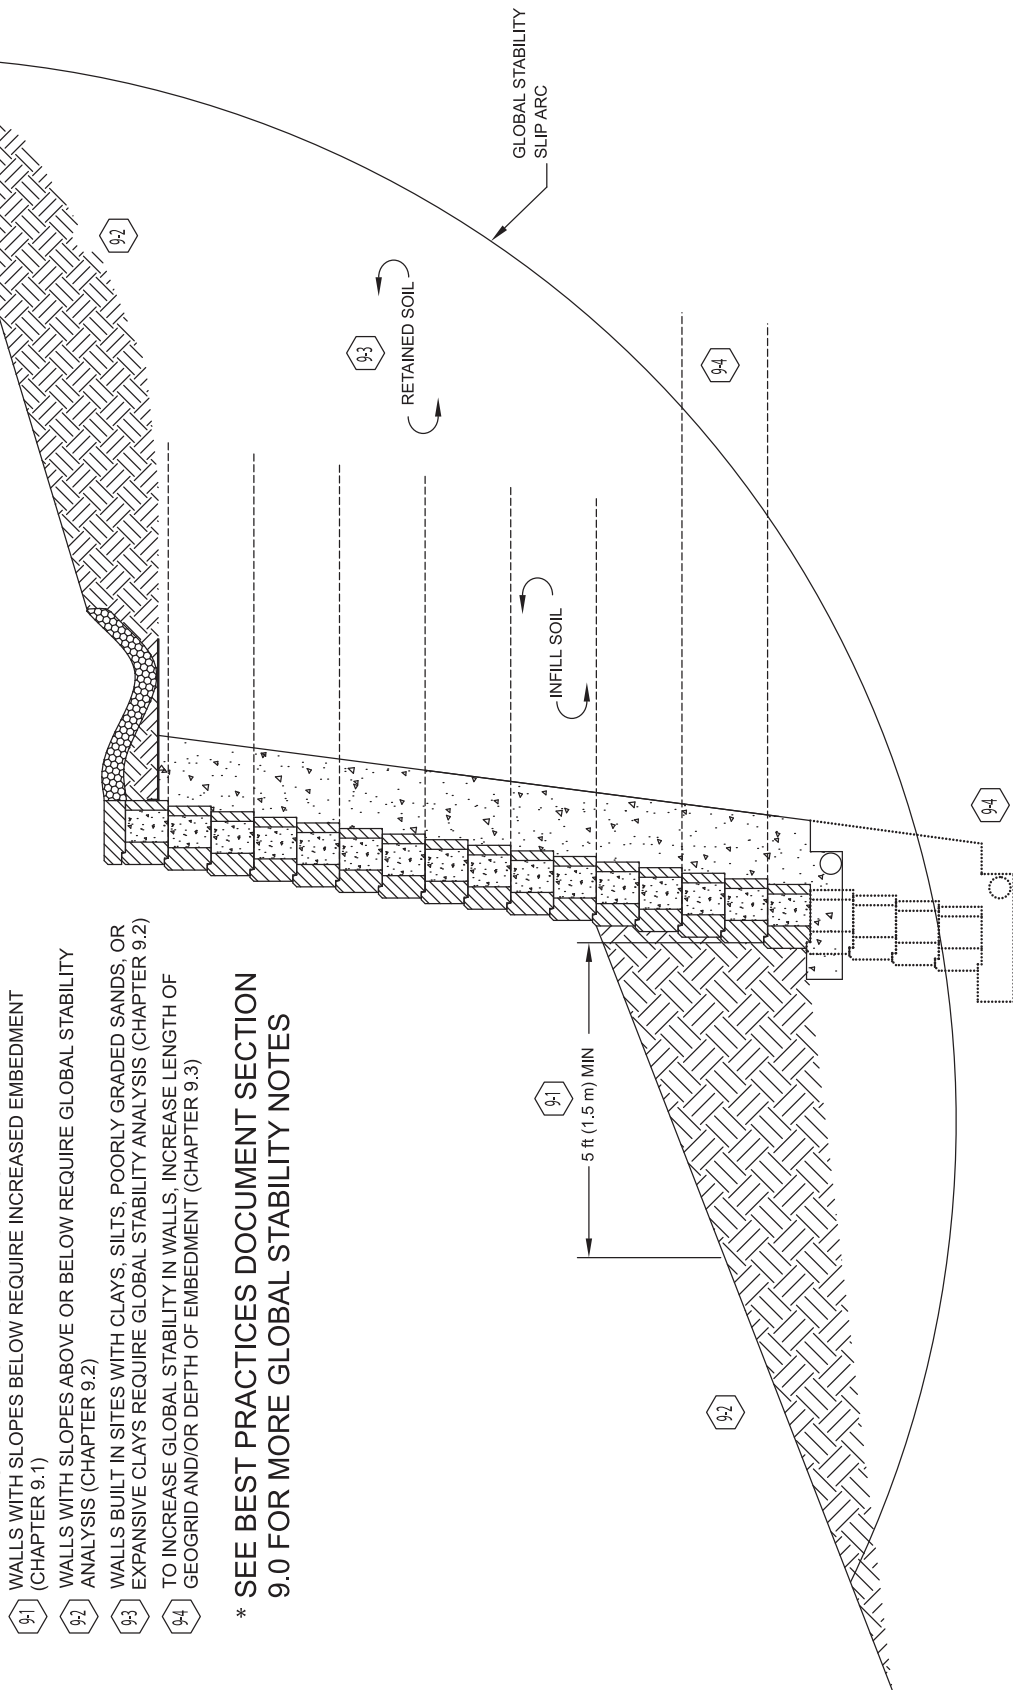 9-1 WALLS WITH SLOPES BELOW REQUIRE INCREASED EMBEDMENT
(CHAPTER 9.1)
9-2 WALLS WITH SLOPES ABOVE OR BELOW REQUIRE GLOBAL STABILITY
ANALYSIS (CHAPTER 9.2)
9-3 WALLS BUILT IN SITES WITH CLAYS, SILTS, POORLY GRADED SANDS, OR
EXPANSIVE CLAYS REQUIRE GLOBAL STABILITY ANALYSIS (CHAPTER 9.2)
9-4 TO INCREASE GLOBAL STABILITY IN WALLS, INCREASE LENGTH OF
GEOGRID AND/OR DEPTH OF EMBEDMENT (CHAPTER 9.3)
* SEE BEST PRACTICES DOCUMENT SECTION
9.0 FOR MORE GLOBAL STABILITY NOTES
9-2
9-3
RETAINED SOIL
GLOBAL STABILITY
SLIP ARC
INFILL SOIL
9-4
9-1
5 ft (1.5 m) MIN
9-2
9-4